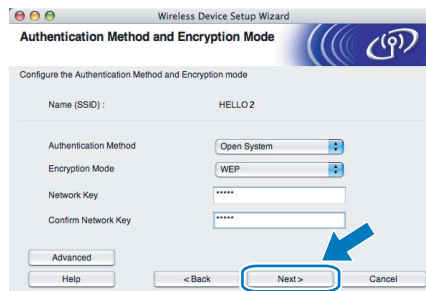 Wireless Device Setup Wizard
Authentication Method and Encryption Mode
Configure the Authentication Method and Encryption mode
Name (SSID) : HELLO 2
Authentication Method Open System
Encryption Mode WEP
Network Key *****
Confirm Network Key *****
Advanced
Help < Back Next > Cancel